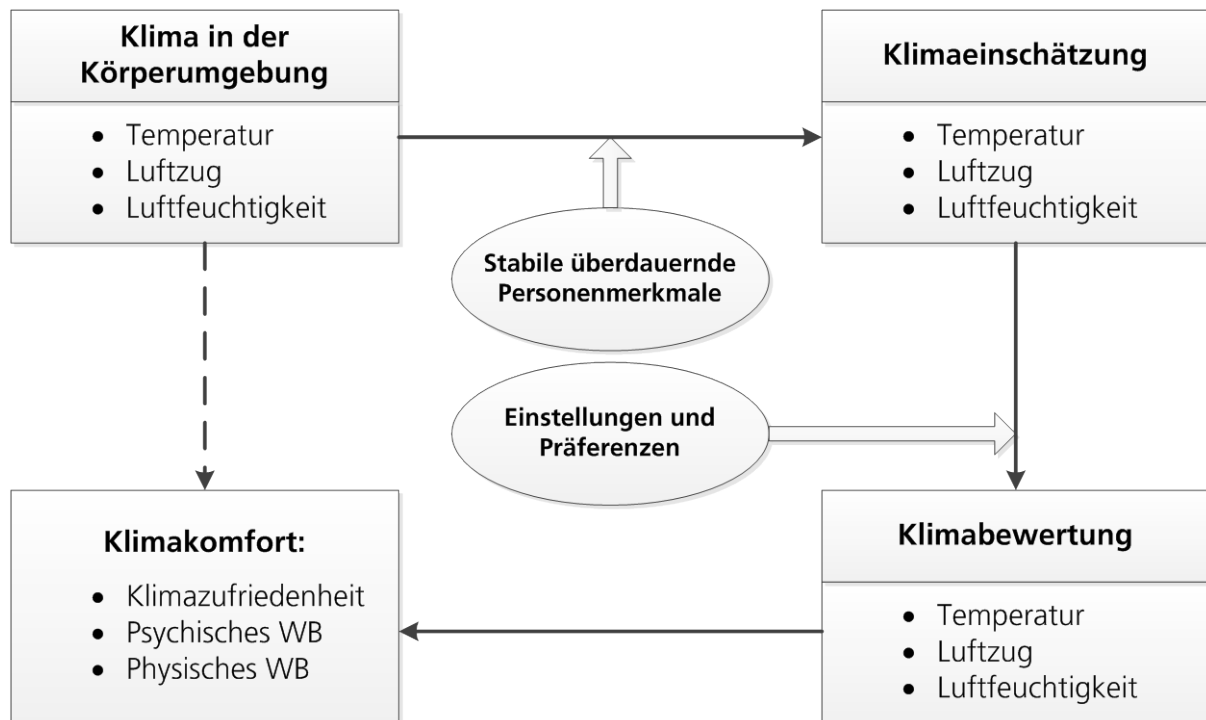 Klima in der
Körperumgebung
• Temperatur
• Luftzug
• Luftfeuchtigkeit
Klimaeinschätzung
• Temperatur
• Luftzug
• Luftfeuchtigkeit
Stabile überdauernde
Personenmerkmale
Einstellungen und
Präferenzen
Klimakomfort:
• Klimazufriedenheit
• Psychisches WB
• Physisches WB
Klimabewertung
• Temperatur
• Luftzug
• Luftfeuchtigkeit